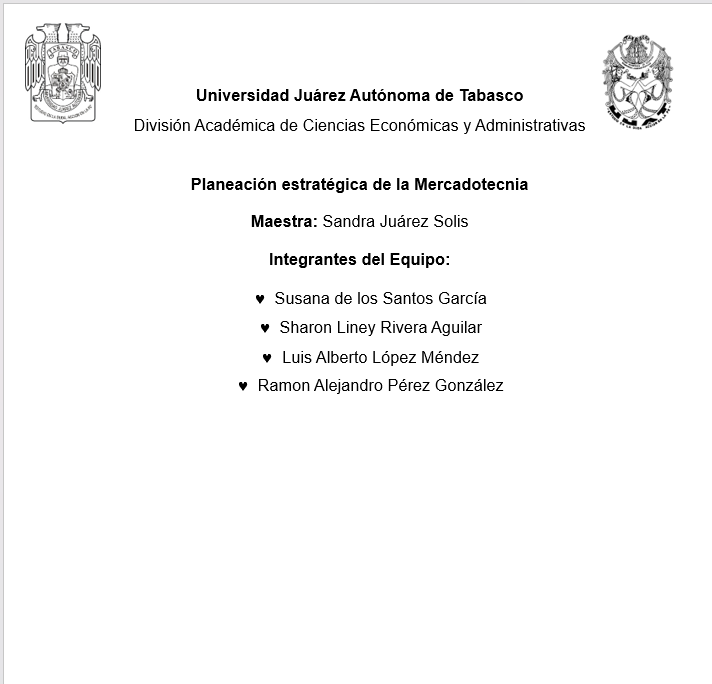 TABASCO
Universidad Juárez Autónoma de Tabasco
División Académica de Ciencias Económicas y Administrativas
Planeación estratégica de la Mercadotecnia
Maestra: Sandra Juárez Solis
Integrantes del Equipo:
♥ Susana de los Santos García
♥ Sharon Liney Rivera Aguilar
♥ Luis Alberto López Méndez
♥ Ramon Alejandro Pérez González